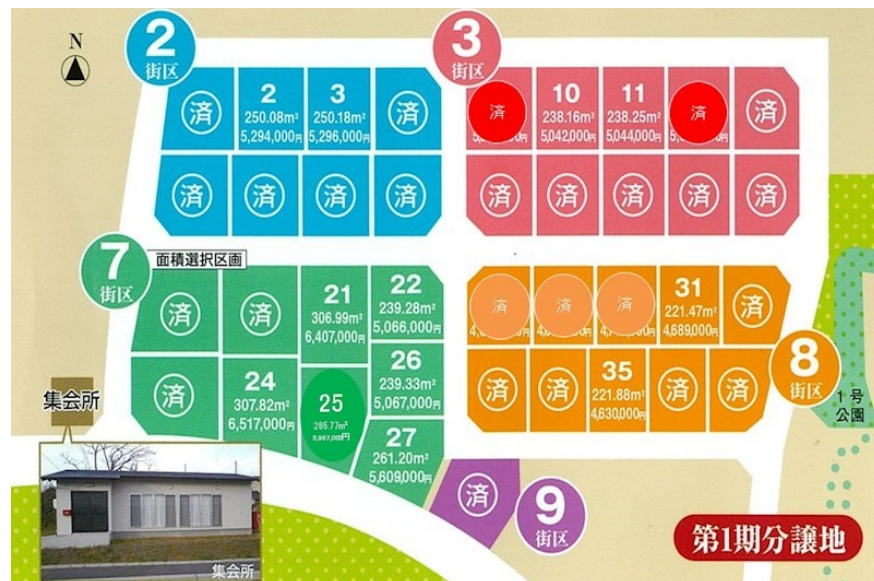 N
2
街区
3
街区
済
2
250.08m²
5,294,000円
3
250.18m²
5,296,000円
済
済
10
238.16m²
5,042,000円
11
238.25m²
5,044,000円
済
済
済
済
済
済
済
済
済
済
済
7
街区
面積選択区画
済
済
21
306.99m²
6,407,000円
22
239.28m²
5,066,000円
済
済
済
31
221.47m²
4,689,000円
済
8
街区
済
24
307.82m²
6,517,000円
25
285.77m²
26
239.33m²
5,067,000円
27
261.20m²
5,609,000円
済
済
35
221.88m²
4,630,000円
済
済
1号
公園
集会所
集会所
済
9
街区
第1期分譲地